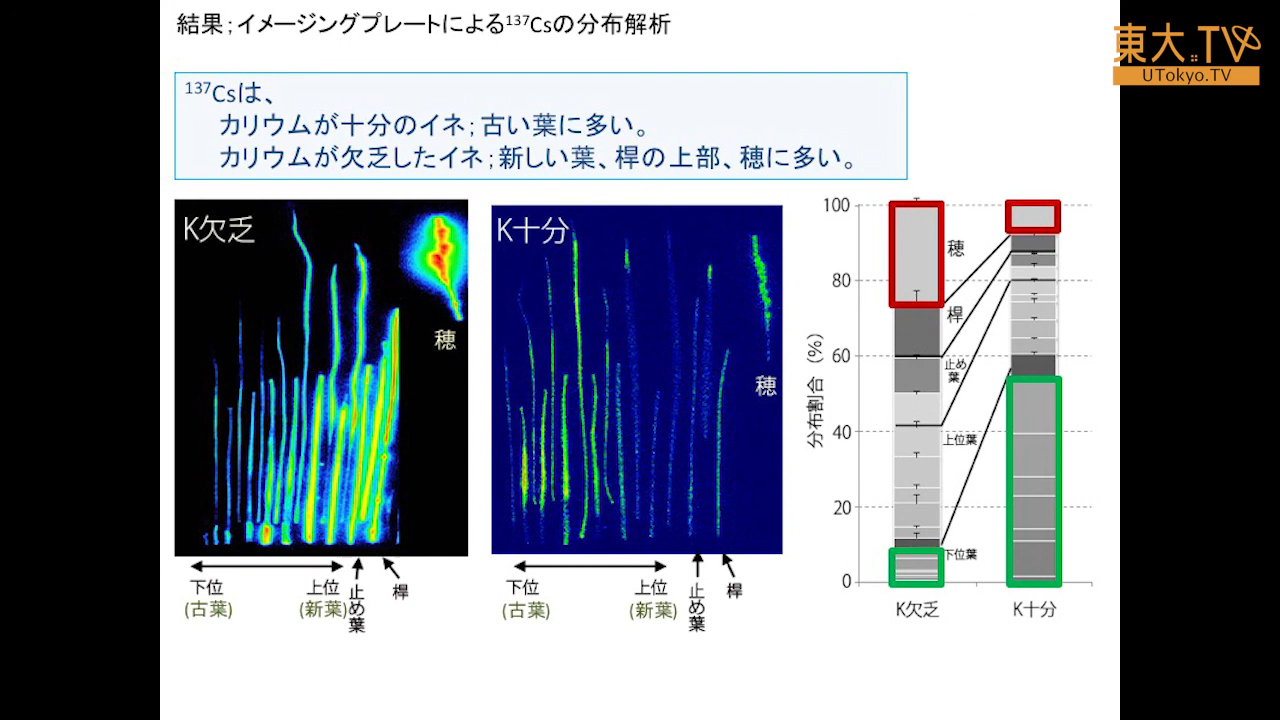 結果；イメージングプレートによる¹³⁷Csの分布解析
東大.TV
UTokyo.TV
¹³⁷Csは、
カリウムが十分のイネ；古い葉に多い。
カリウムが欠乏したイネ；新しい葉、桿の上部、穂に多い。
K欠乏
穂
下位
(古葉)
上位
(新葉)
止め葉
桿
K十分
穂
下位
(古葉)
上位
(新葉)
止め葉
桿
分布割合（%）
100
80
60
40
20
0
穂
桿
止め
葉
上位葉
下位葉
K欠乏
K十分